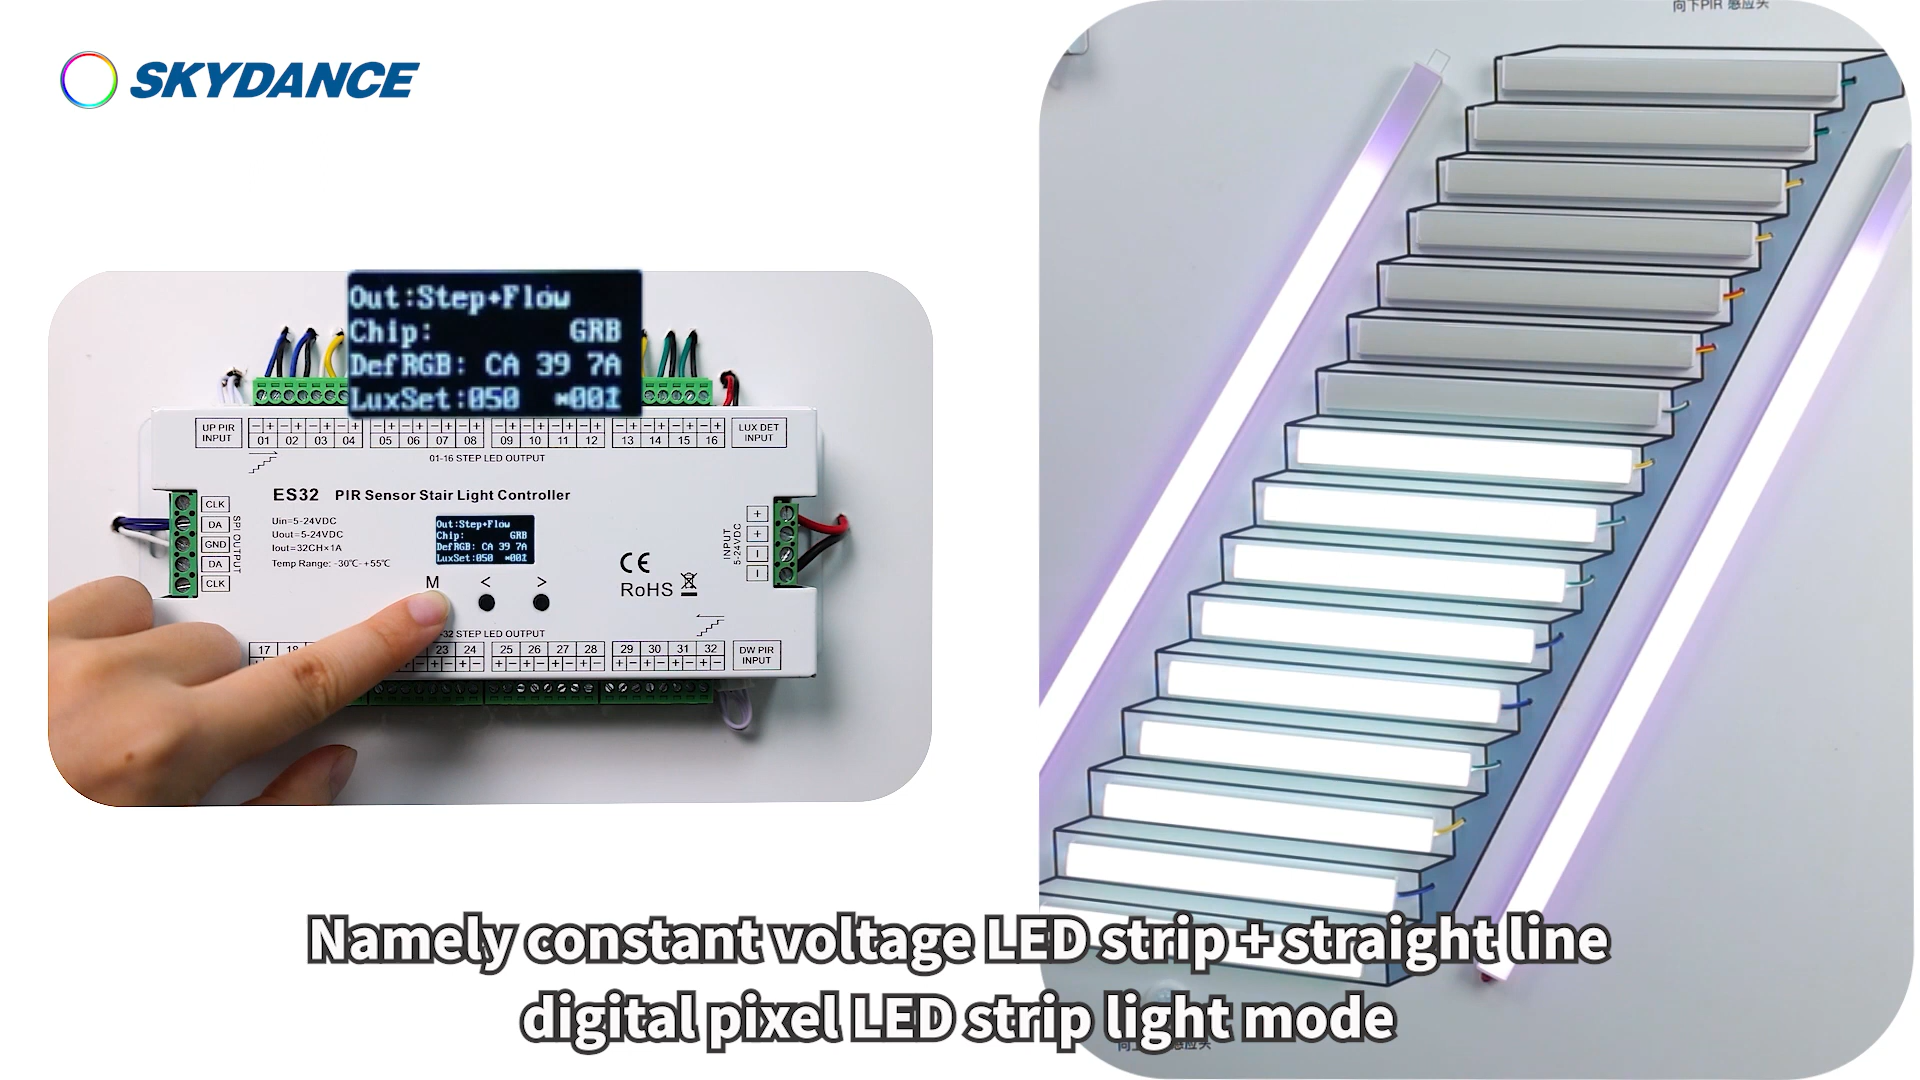 SKYDANCE
向下PIR 感应头
Out:Step+Flow
Chip: GRB
DefRGB: CA 39 7A
LuxSet:050 *001
UP PIR INPUT
- + - + - + - + - + - + - + - + - + - + - + - + - + - + - + - +
01 02 03 04 05 06 07 08 09 10 11 12 13 14 15 16
LUX DET INPUT
01-16 STEP LED OUTPUT
ES32 PIR Sensor Stair Light Controller
CLK
DA
GND
DA
CLK
SPI OUTPUT
Uin=5-24VDC
Uout=5-24VDC
Iout=32CH×1A
Temp Range: -30℃-+55℃
Out:Step+Flow
Chip: GRB
DefRGB: CA 39 7A
LuxSet:050 *001
M < >
CE
RoHS
INPUT
5-24VDC
+
+
-
-
-32 STEP LED OUTPUT
17 18 23 24 25 26 27 28 29 30 31 32
DW PIR INPUT
Namely constant voltage LED strip + straight line
digital pixel LED strip light mode